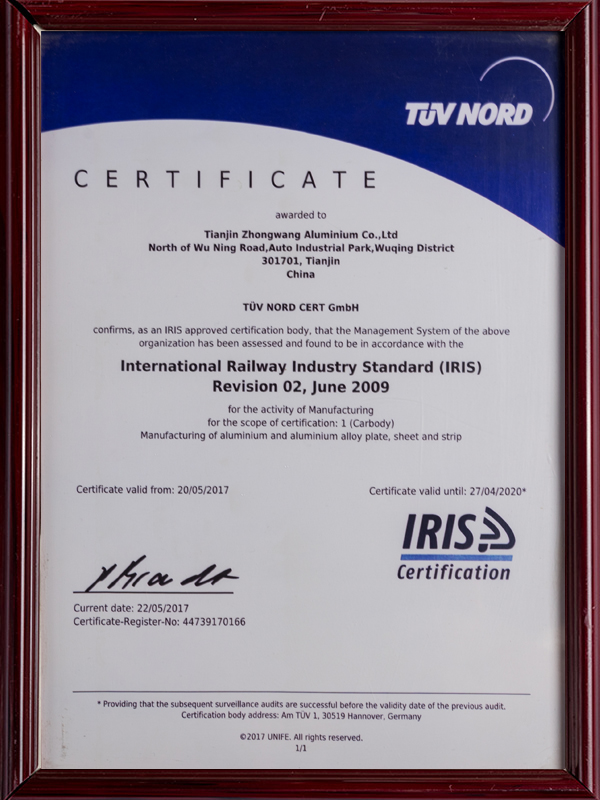 TÜV NORD
CERTIFICATE
awarded to
Tianjin Zhongwang Aluminium Co.,Ltd
North of Wu Ning Road,Auto Industrial Park,Wuqing District
301701, Tianjin
China
TÜV NORD CERT GmbH
confirms, as an IRIS approved certification body, that the Management System of the above
organization has been assessed and found to be in accordance with the
International Railway Industry Standard (IRIS)
Revision 02, June 2009
for the activity of Manufacturing
for the scope of certification: 1 (Carbody)
Manufacturing of aluminium and aluminium alloy plate, sheet and strip
Certificate valid from: 20/05/2017
Certificate valid until: 27/04/2020*
IRIS
Certification
Current date: 22/05/2017
Certificate-Register-No: 44739170166
* Providing that the subsequent surveillance audits are successful before the validity date of the previous audit.
Certification body address: Am TÜV 1, 30519 Hannover, Germany
©2017 UNIFE. All rights reserved.
1/1